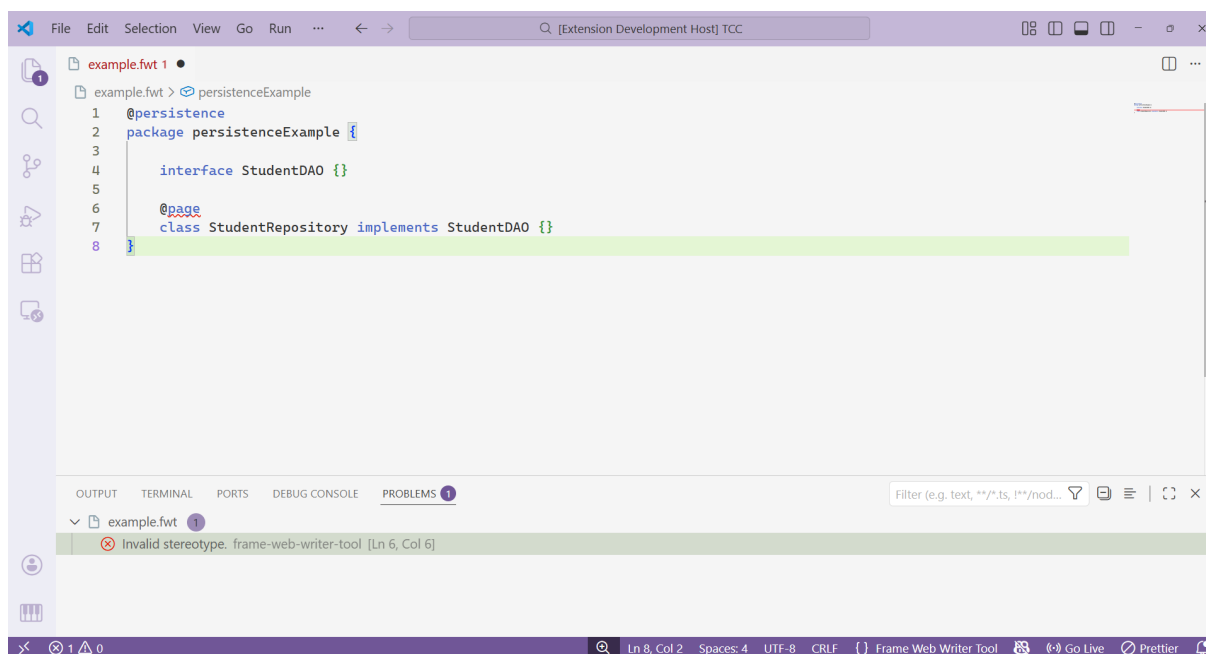 File Edit Selection View Go Run ··· ← → [Extension Development Host] TCC
example.fwt 1 ●
example.fwt > persistenceExample
1 @persistence
2 package persistenceExample {
3
4 interface StudentDAO {}
5
6 @page
7 class StudentRepository implements StudentDAO {}
8 }
1
OUTPUT TERMINAL PORTS DEBUG CONSOLE PROBLEMS 1 Filter (e.g. text, **/*.ts, !**/nod...
example.fwt 1
Invalid stereotype. frame-web-writer-tool [Ln 6, Col 6]
1 0 Ln 8, Col 2 Spaces: 4 UTF-8 CRLF { } Frame Web Writer Tool Go Live Prettier